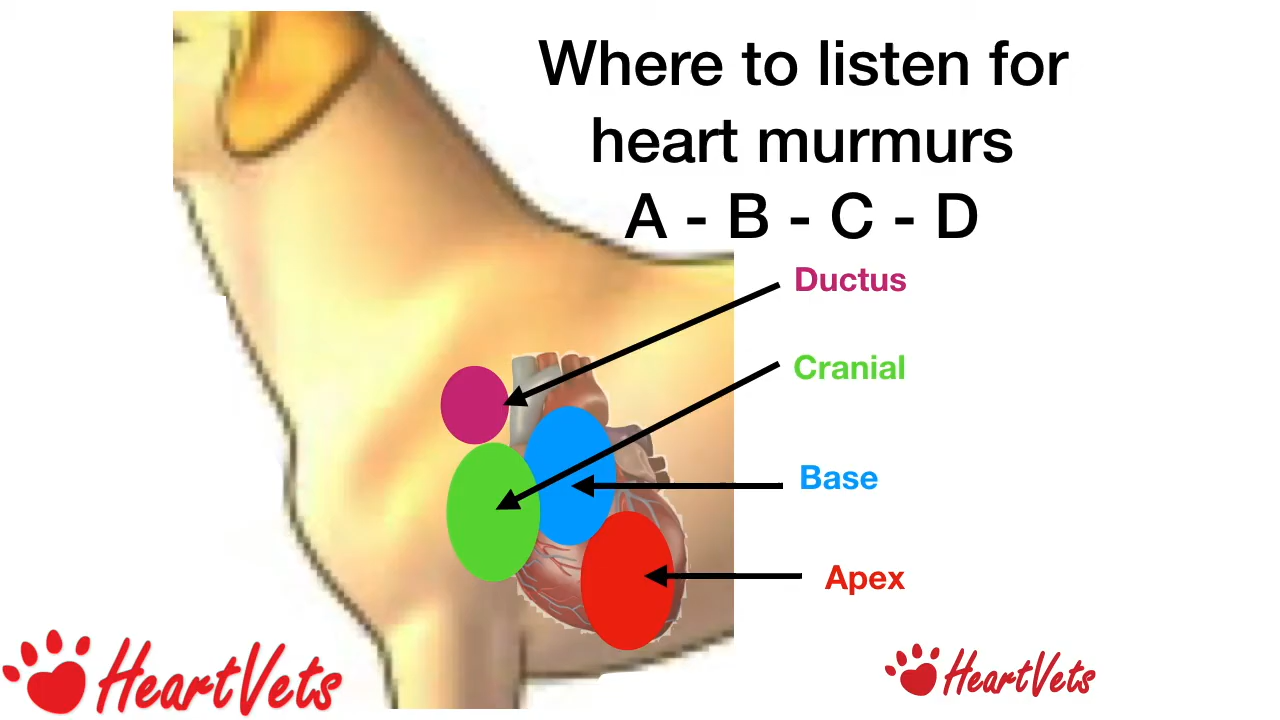 Where to listen for
heart murmurs
A - B - C - D
Ductus
Cranial
Base
Apex
HeartVets
HeartVets